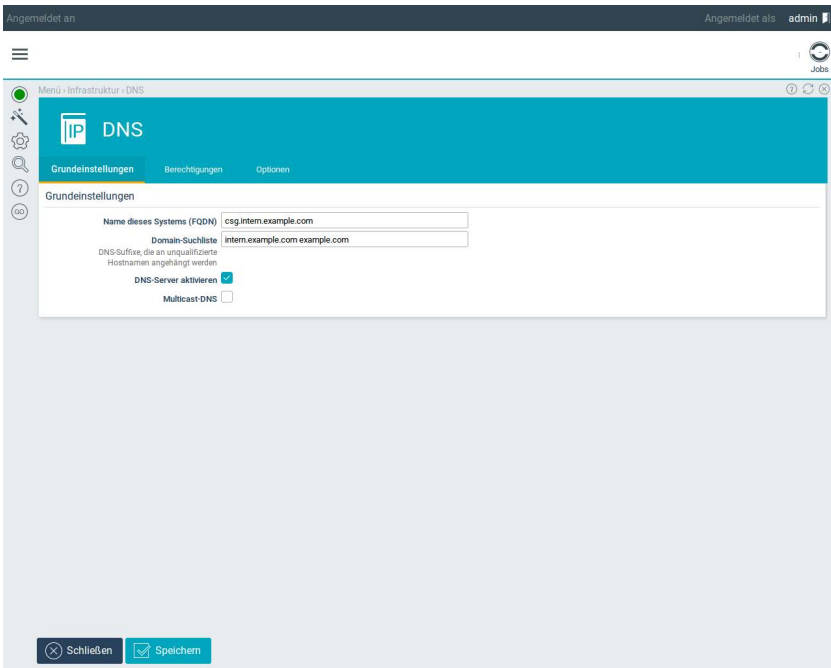 Angemeldet an
Angemeldet als admin
Jobs
Menü › Infrastruktur › DNS
IP DNS
Grundeinstellungen Berechtigungen Optionen
Grundeinstellungen
Name dieses Systems (FQDN) csg.intern.example.com
Domain-Suchliste intern.example.com example.com
DNS-Suffixe, die an unqualifizierte
Hostnamen angehängt werden
DNS-Server aktivieren
Multicast-DNS
GO
Schließen Speichern